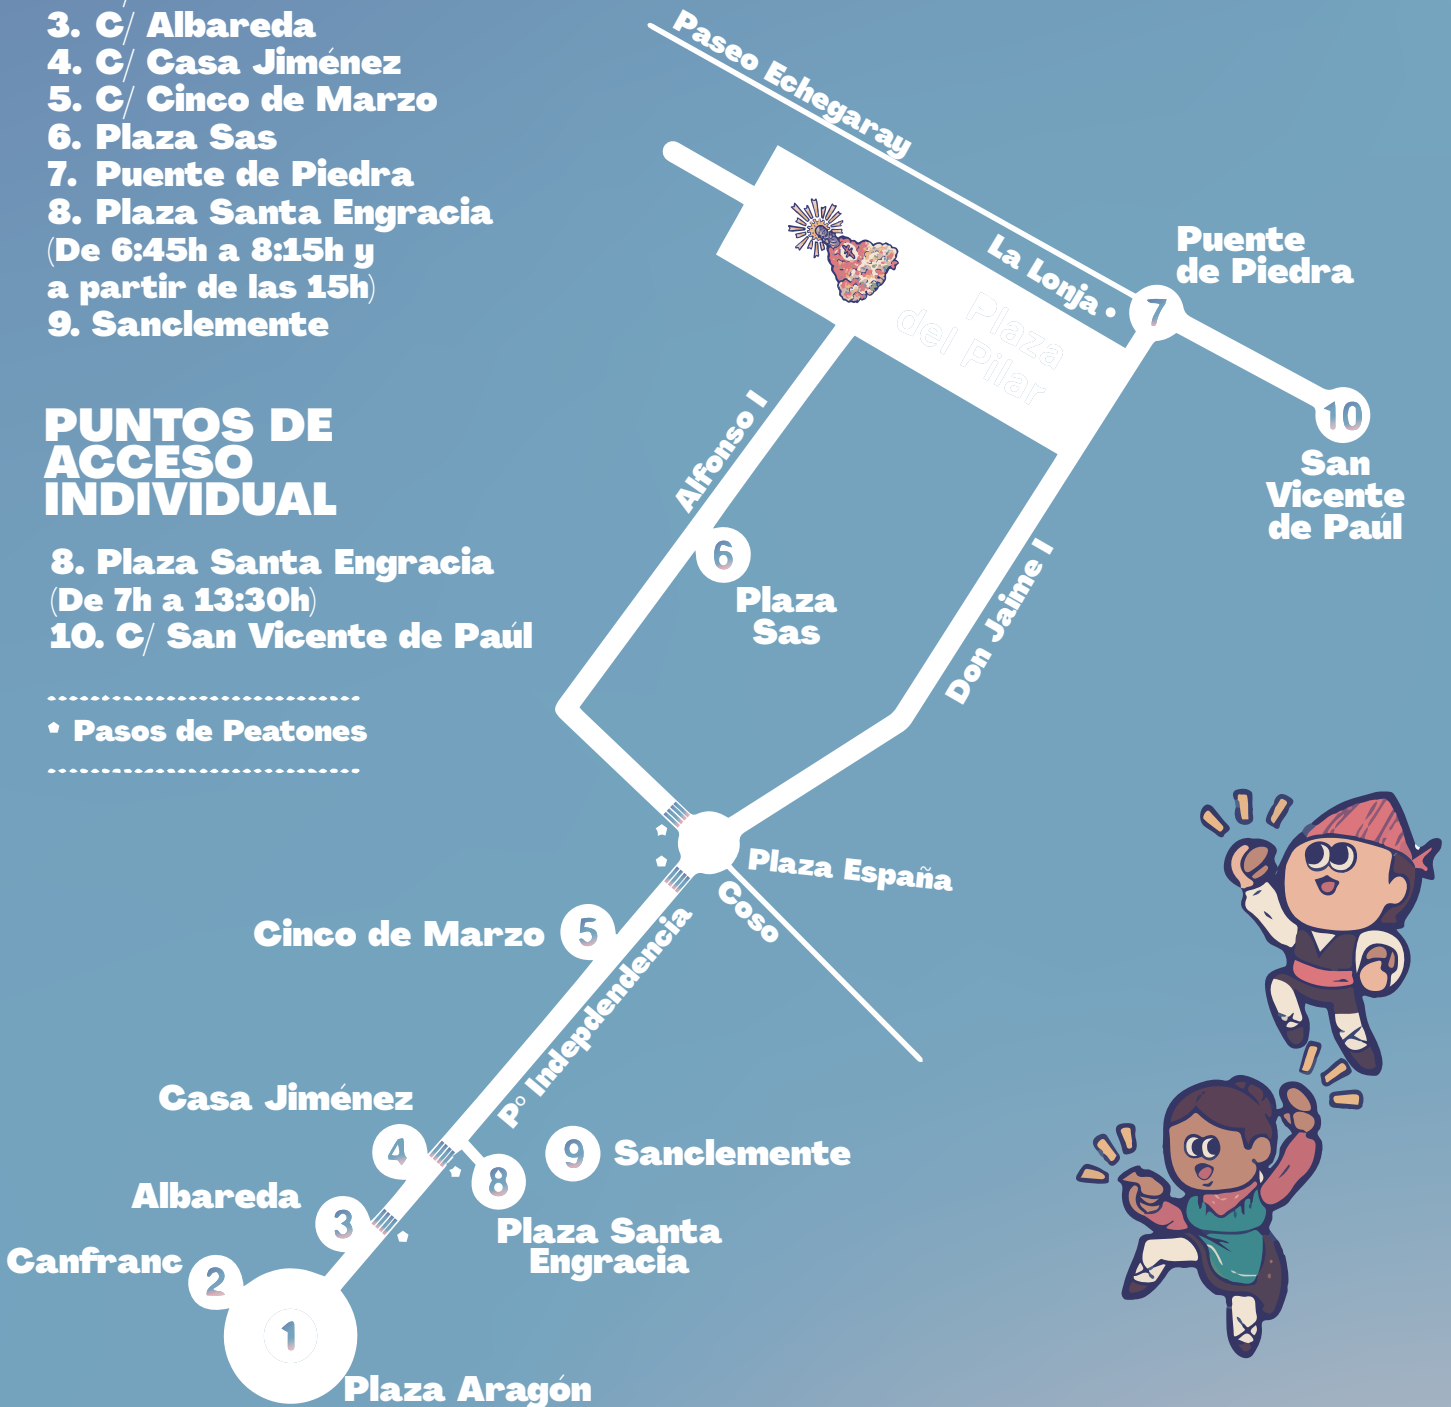 3. C/ Albareda
4. C/ Casa Jiménez
5. C/ Cinco de Marzo
6. Plaza Sas
7. Puente de Piedra
8. Plaza Santa Engracia
(De 6:45h a 8:15h y
a partir de las 15h)
9. Sanclemente
PUNTOS DE
ACCESO
INDIVIDUAL
8. Plaza Santa Engracia
(De 7h a 13:30h)
10. C/ San Vicente de Paúl
Pasos de Peatones
Paseo Echegaray
La Lonja
Plaza
del Pilar
7
Puente
de Piedra
10
San
Vicente
de Paúl
Alfonso I
6
Plaza
Sas
Don Jaime I
Plaza España
Coso
Cinco de Marzo
5
Pº Indepdendencia
Casa Jiménez
4
9
Sanclemente
8
Plaza Santa
Engracia
Albareda
3
Canfranc
2
1
Plaza Aragón